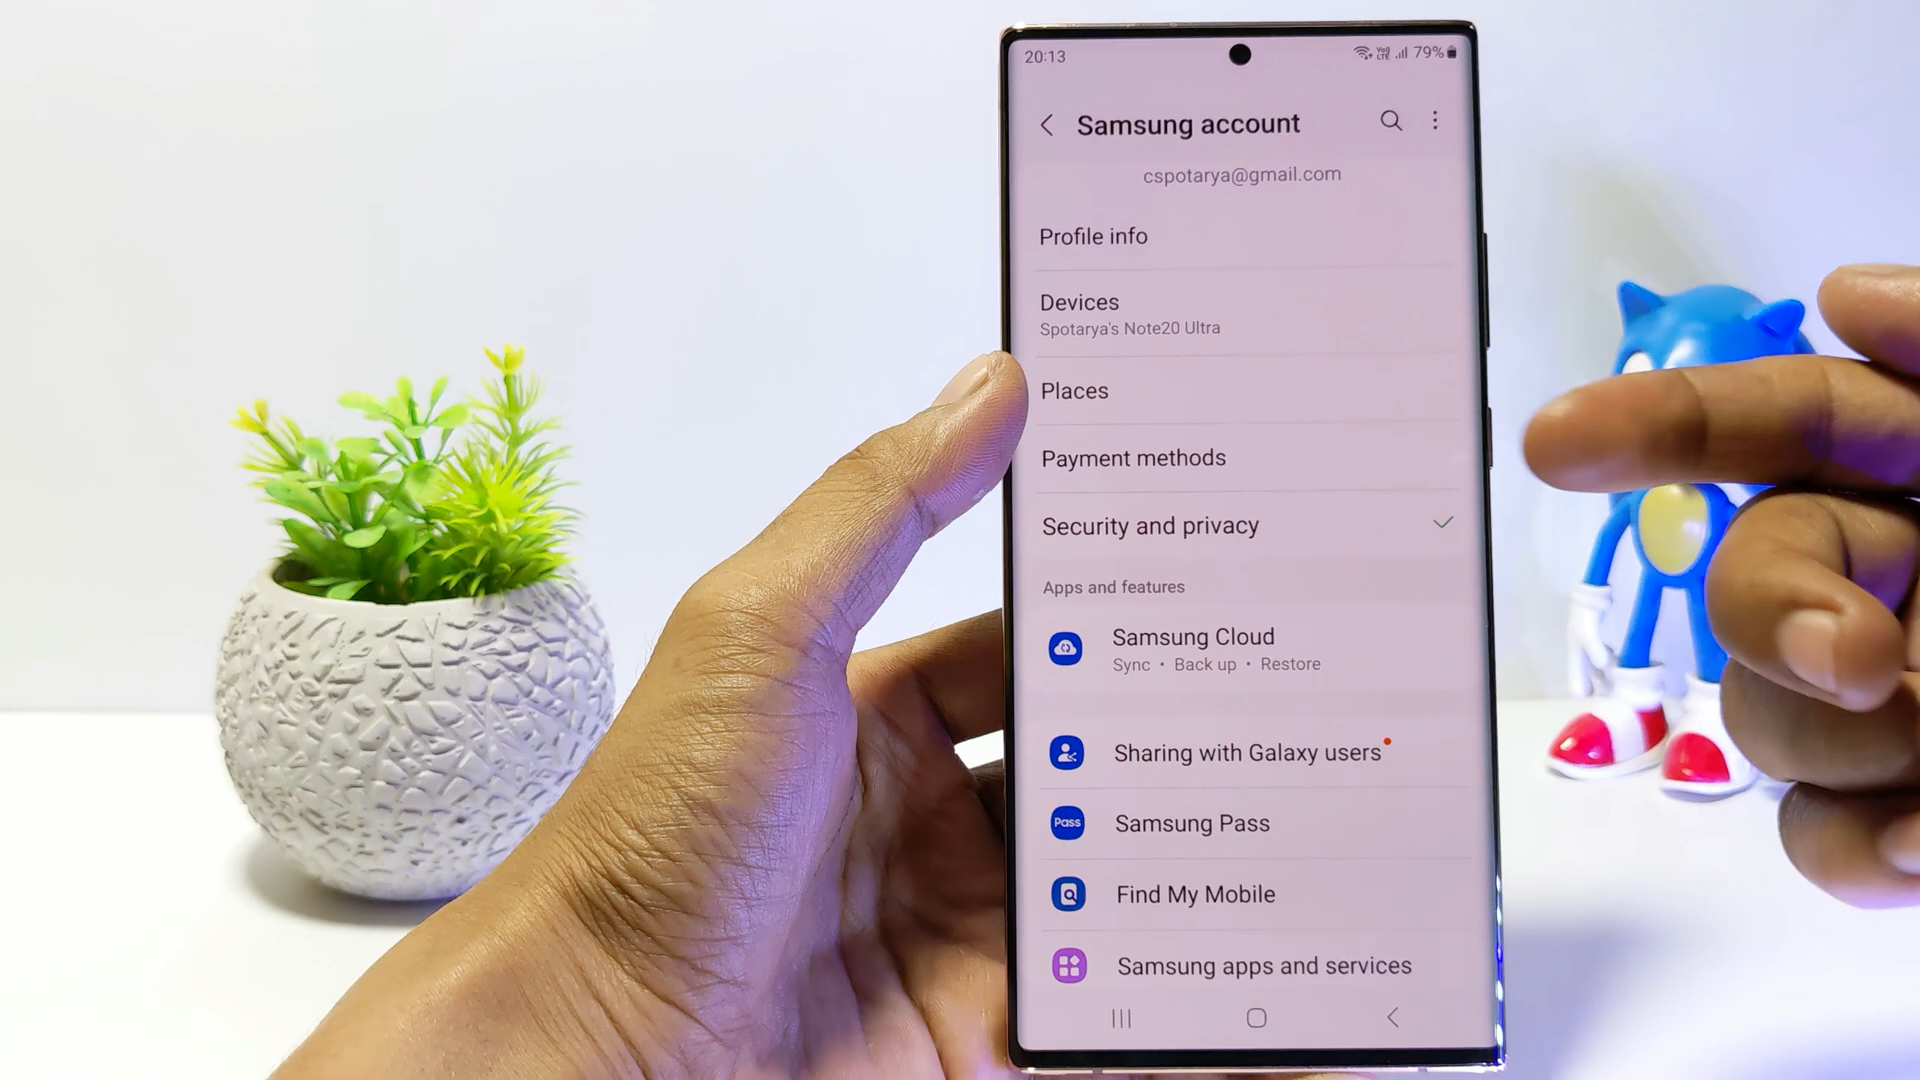 20:13
Vo)) LTE 79%
Samsung account
cspotarya@gmail.com
Profile info
Devices
Spotarya's Note20 Ultra
Places
Payment methods
Security and privacy
Apps and features
Samsung Cloud
Sync • Back up • Restore
Sharing with Galaxy users
Pass Samsung Pass
Find My Mobile
Samsung apps and services